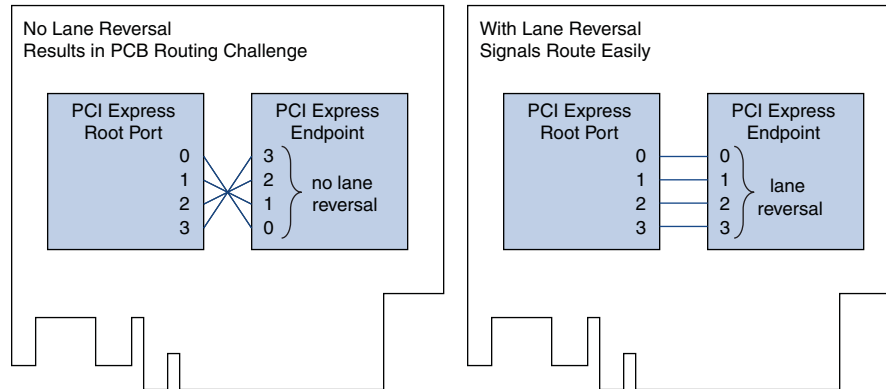 No Lane Reversal
Results in PCB Routing Challenge
PCI Express
Root Port
0
1
2
3
PCI Express
Endpoint
3
2
1
0
no lane
reversal
With Lane Reversal
Signals Route Easily
PCI Express
Root Port
0
1
2
3
PCI Express
Endpoint
0
1
2
3
lane
reversal